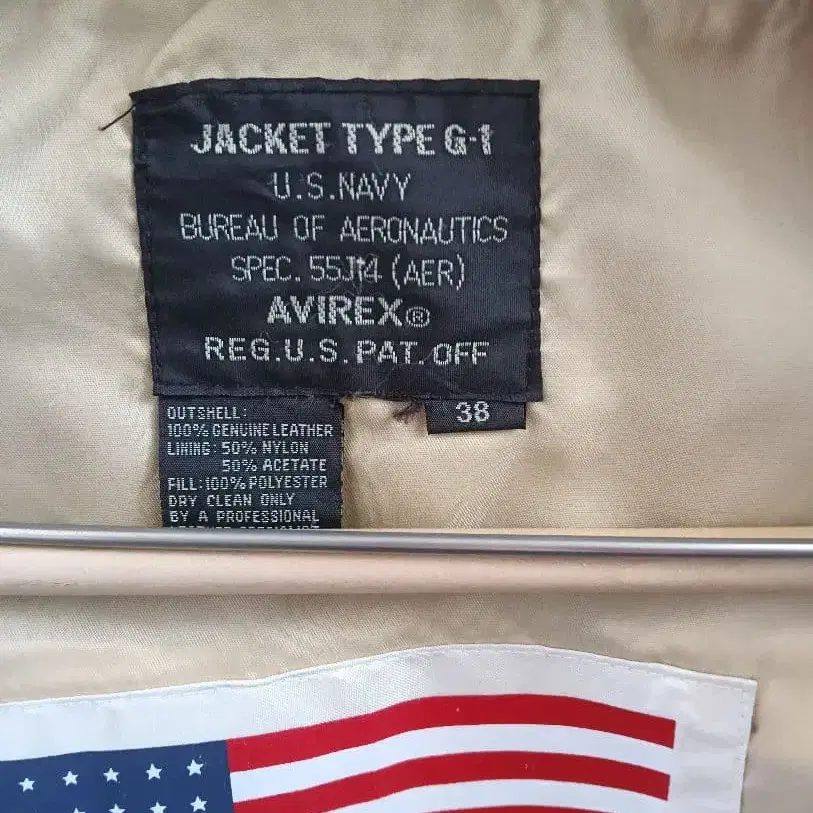 JACKET TYPE G-1
U.S.NAVY
BUREAU OF AERONAUTICS
SPEC. 55J14 (AER)
AVIREX®
REG.U.S.PAT.OFF
38
OUTSHELL:
100% GENUINE LEATHER
LINING: 50% NYLON
50% ACETATE
FILL:100% POLYESTER
DRY CLEAN ONLY
BY A PROFESSIONAL